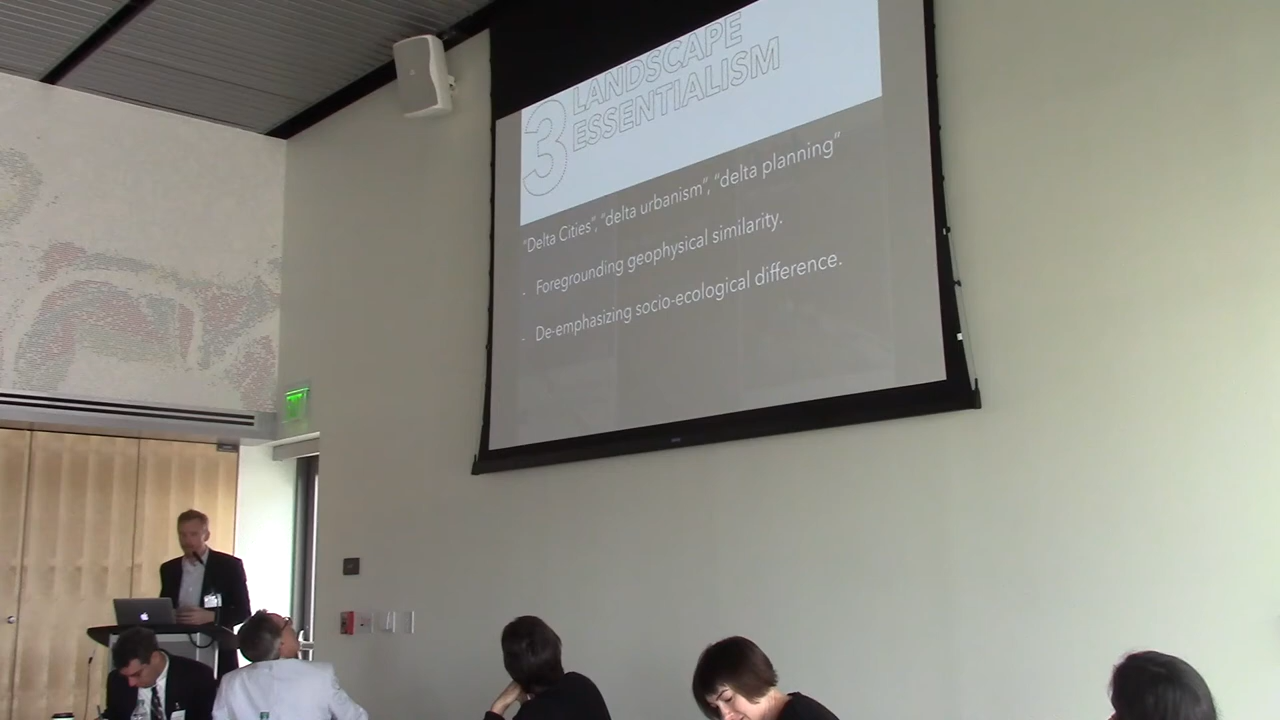 3 LANDSCAPE
ESSENTIALISM
"Delta Cities", "delta urbanism", "delta planning"
- Foregrounding geophysical similarity.
- De-emphasizing socio-ecological difference.